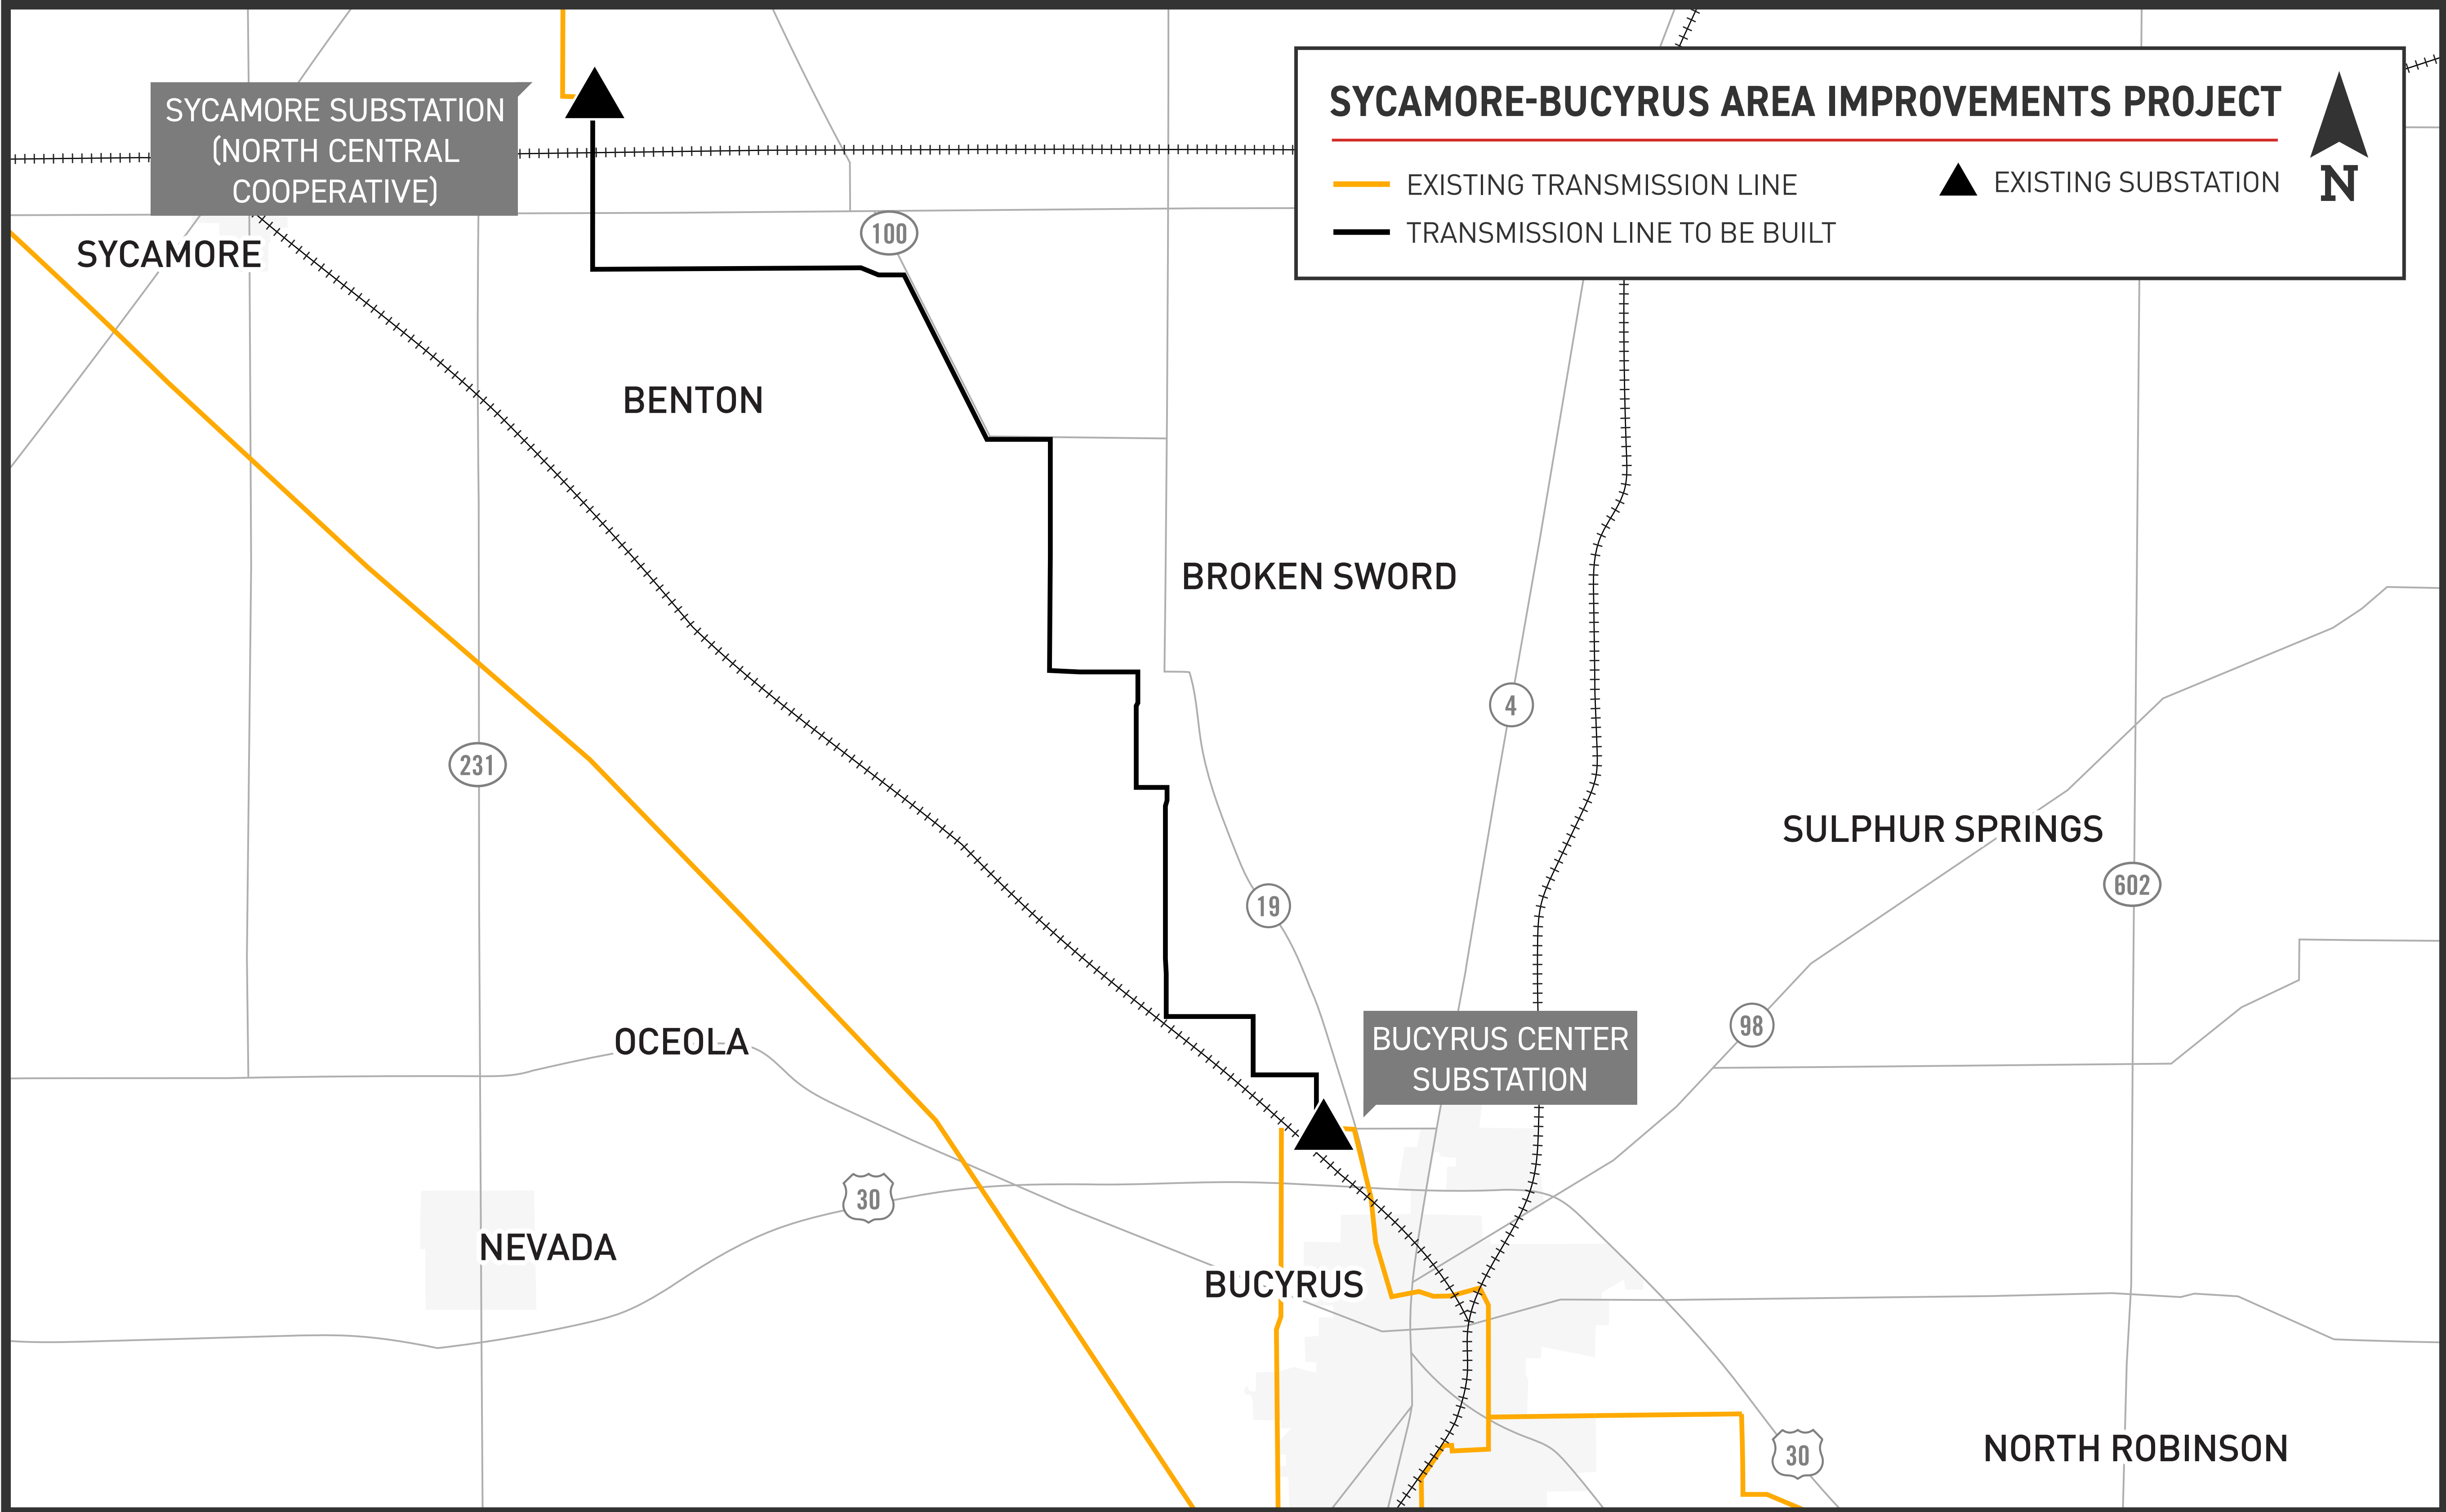 SYCAMORE-BUCYRUS AREA IMPROVEMENTS PROJECT
EXISTING TRANSMISSION LINE
EXISTING SUBSTATION
TRANSMISSION LINE TO BE BUILT
N
SYCAMORE SUBSTATION
(NORTH CENTRAL
COOPERATIVE)
SYCAMORE
100
BENTON
BROKEN SWORD
4
231
SULPHUR SPRINGS
602
19
98
OCEOLA
BUCYRUS CENTER
SUBSTATION
30
NEVADA
BUCYRUS
30
NORTH ROBINSON